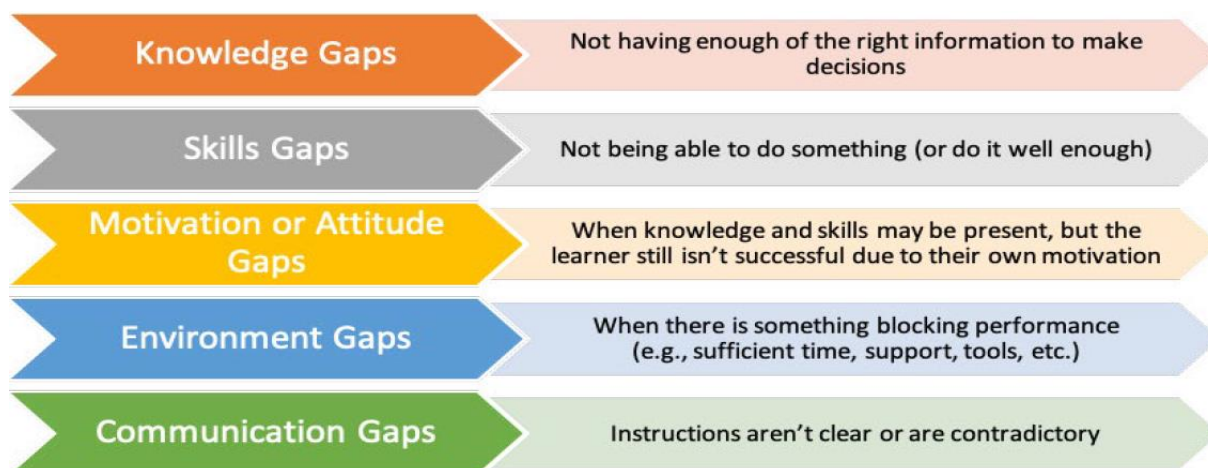 Knowledge Gaps
Not having enough of the right information to make
decisions
Skills Gaps
Not being able to do something (or do it well enough)
Motivation or Attitude
Gaps
When knowledge and skills may be present, but the
learner still isn’t successful due to their own motivation
Environment Gaps
When there is something blocking performance
(e.g., sufficient time, support, tools, etc.)
Communication Gaps
Instructions aren’t clear or are contradictory